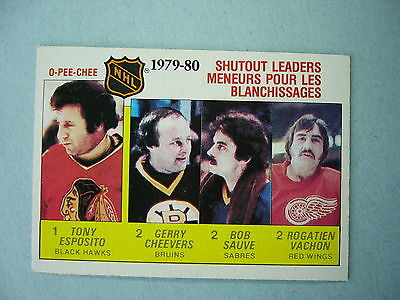 O-PEE-CHEE
NHL ® 1979-80
SHUTOUT LEADERS
MENEURS POUR LES
BLANCHISSAGES
1 TONY ESPOSITO
BLACK HAWKS
2 GERRY CHEEVERS
BRUINS
2 BOB SAUVE
SABRES
2 ROGATIEN VACHON
RED WINGS